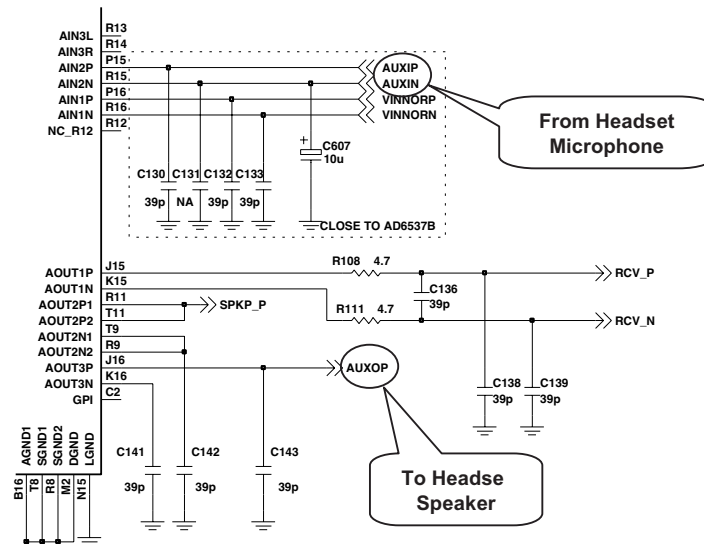 AIN3L R13
AIN3R R14
AIN2P P15 AUXIP
AIN2N R15 AUXIN
AIN1P P16 VINNORP
AIN1N R16 VINNORN
NC_R12 R12
From Headset
Microphone
+ C607
10u
C130 C131 C132 C133
39p NA 39p 39p
CLOSE TO AD6537B
AOUT1P J15 R108 4.7 RCV_P
AOUT1N K15
AOUT2P1 R11 SPKP_P
AOUT2P2 T11
C136
39p
R111 4.7 RCV_N
AOUT2N1 T9
AOUT2N2 R9
AOUT3P J16 AUXOP
AOUT3N K16
GPI C2
C138 C139
39p 39p
AGND1 SGND1 SGND2 DGND LGND
B16 T8 R8 M2 N15
C141 C142 C143
39p 39p 39p
To Headse
Speaker